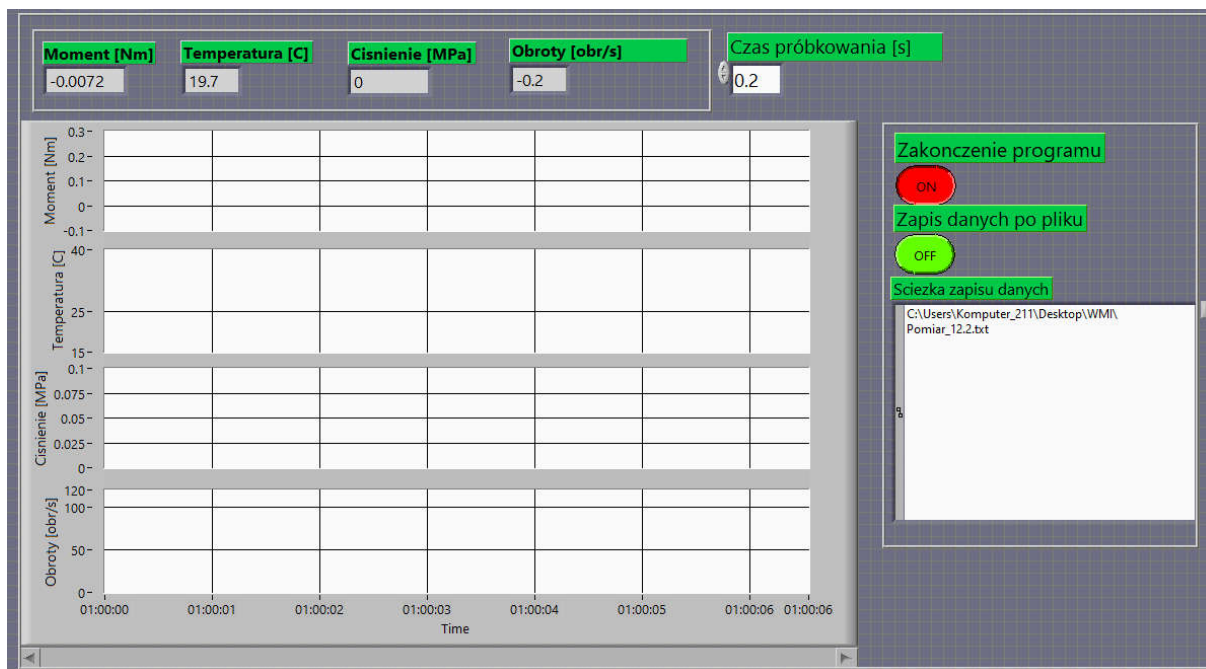 Moment [Nm] Temperatura [C] Cisnienie [MPa] Obroty [obr/s] Czas próbkowania [s]
-0.0072 19.7 0 -0.2 0.2
Moment [Nm]
0.3
0.2
0.1
0
-0.1
Temperatura [C]
40
25
15
Cisnienie [MPa]
0.1
0.075
0.05
0.025
0
Obroty [obr/s]
120
100
50
0
01:00:00 01:00:01 01:00:02 01:00:03 01:00:04 01:00:05 01:00:06 01:00:06
Time
Zakonczenie programu
ON
Zapis danych po pliku
OFF
Sciezka zapisu danych
C:\Users\Komputer_211\Desktop\WMI\
Pomiar_12.2.txt